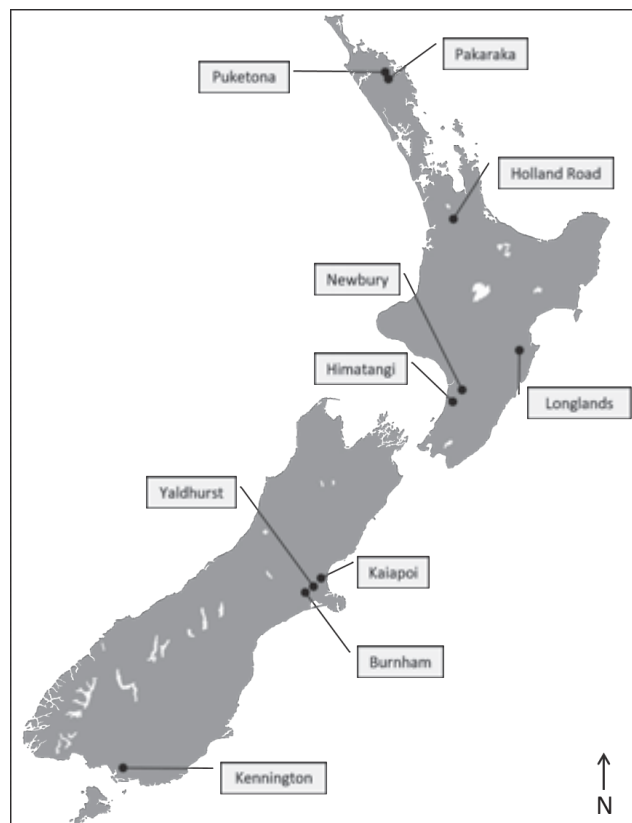 Pakaraka
Puketona
Holland Road
Newbury
Himatangi
Longlands
Yaldhurst
Kaiapoi
Burnham
Kennington
N